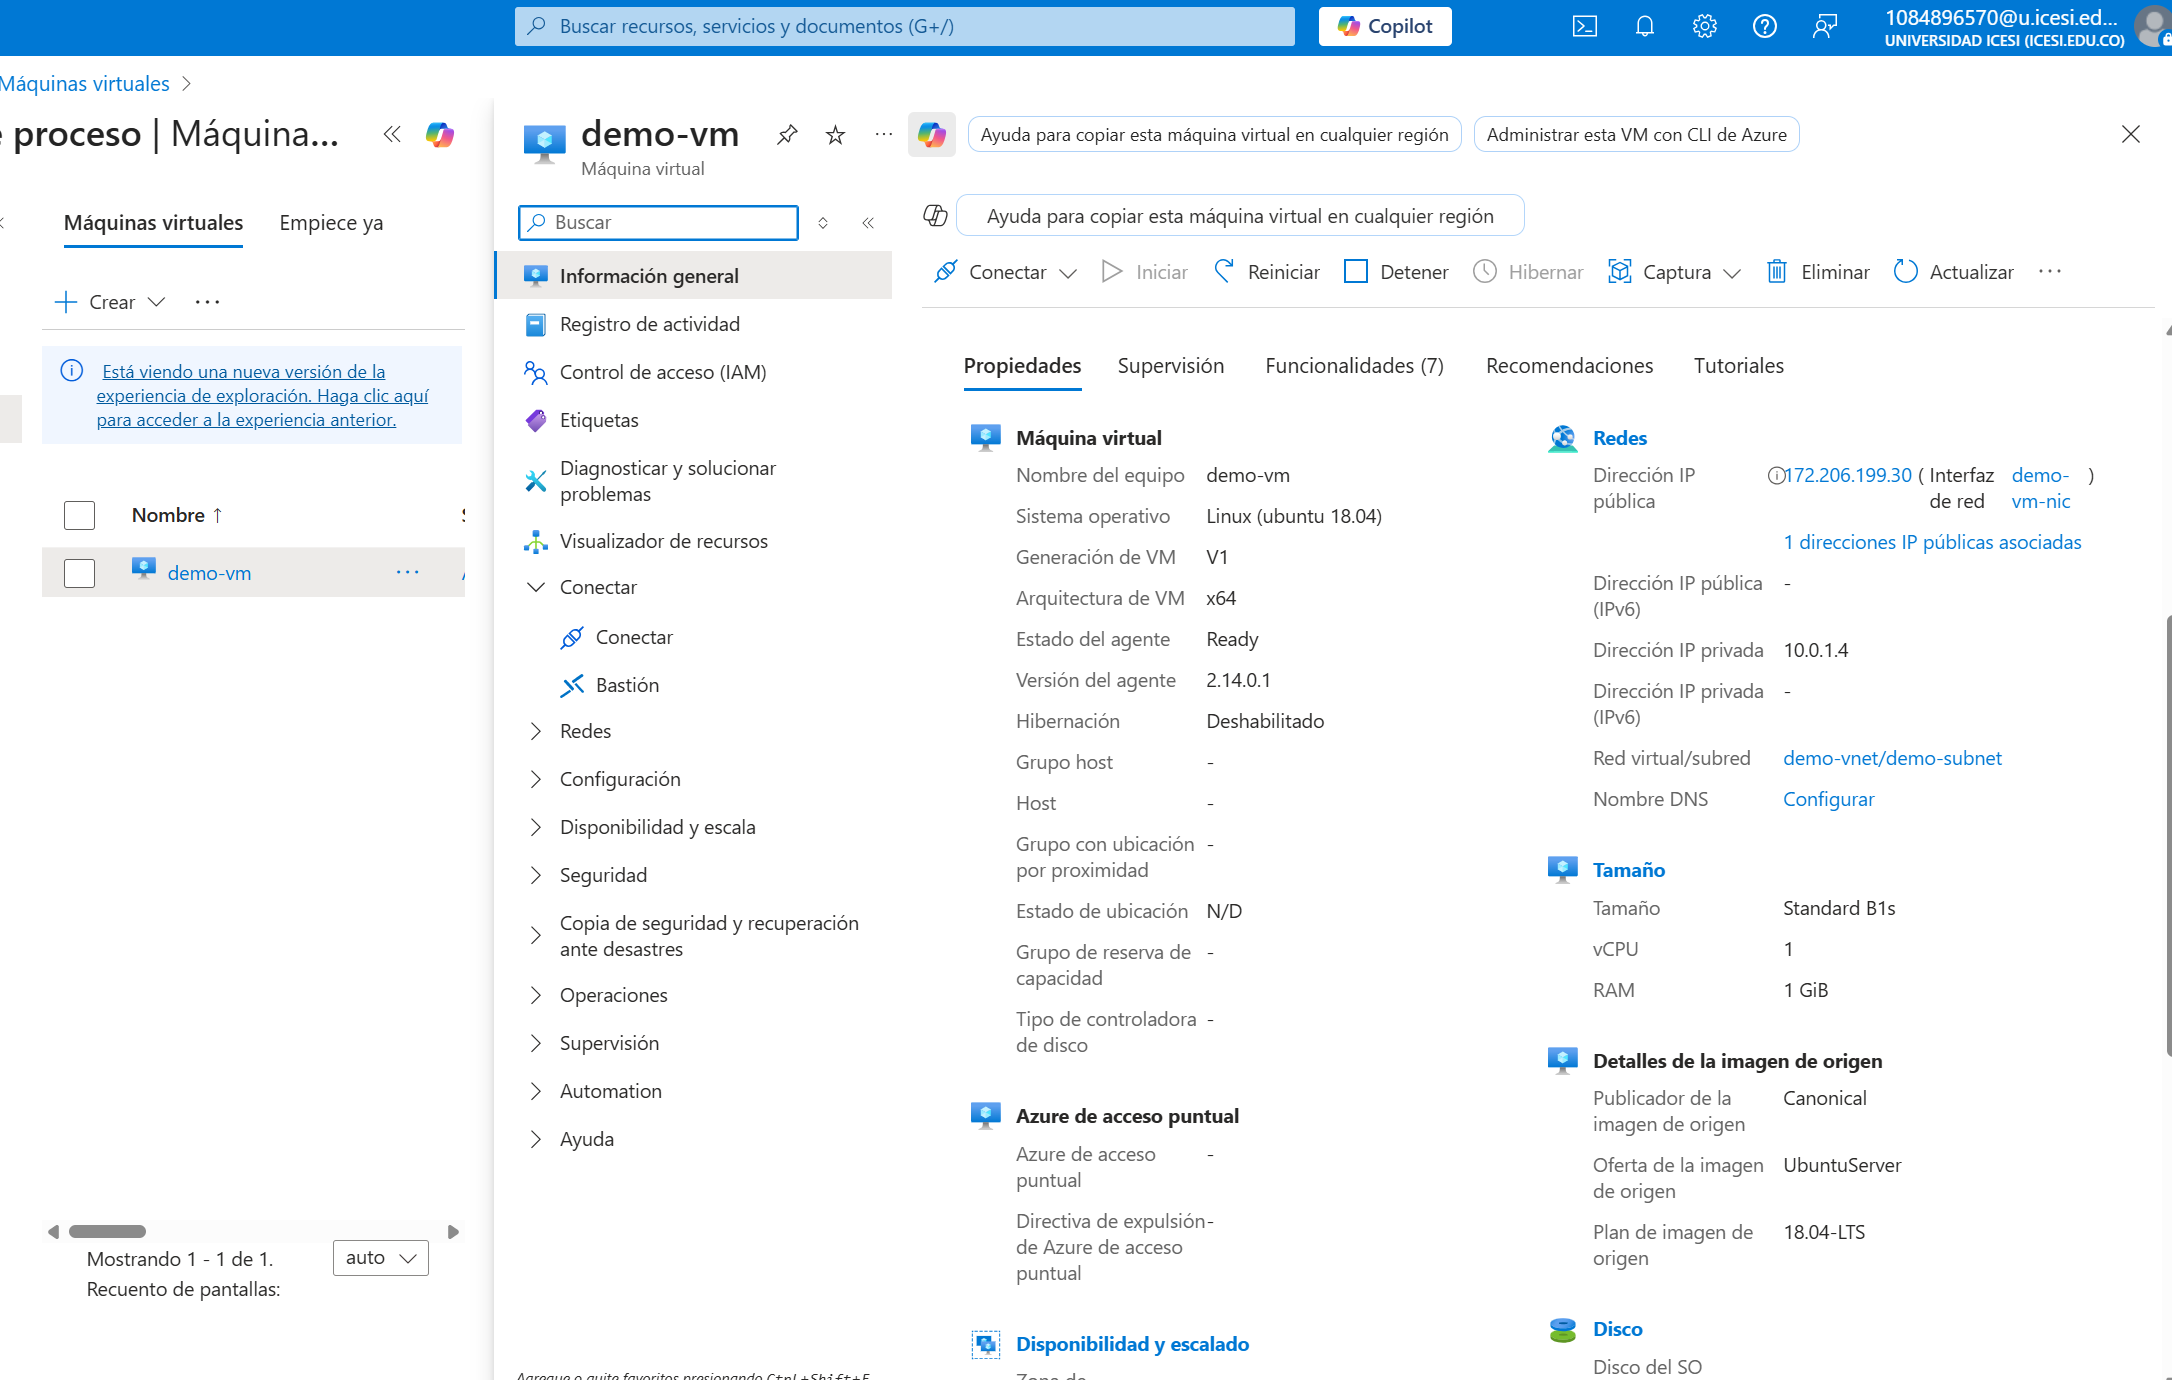 Buscar recursos, servicios y documentos (G+/)
Copilot
1084896570@u.icesi.ed...
UNIVERSIDAD ICESI (ICESI.EDU.CO)
Máquinas virtuales
proceso | Máquina...
Máquinas virtuales
Empiece ya
Crear
Está viendo una nueva versión de la
experiencia de exploración. Haga clic aquí
para acceder a la experiencia anterior.
Nombre ↑
demo-vm
Mostrando 1 - 1 de 1.
Recuento de pantallas:
auto
demo-vm
Máquina virtual
Buscar
Información general
Registro de actividad
Control de acceso (IAM)
Etiquetas
Diagnosticar y solucionar
problemas
Visualizador de recursos
Conectar
Conectar
Bastión
Redes
Configuración
Disponibilidad y escala
Seguridad
Copia de seguridad y recuperación
ante desastres
Operaciones
Supervisión
Automation
Ayuda
Agregue o quite favoritos presionando Ctrl+Shift+F
Ayuda para copiar esta máquina virtual en cualquier región
Administrar esta VM con CLI de Azure
Ayuda para copiar esta máquina virtual en cualquier región
Conectar
Iniciar
Reiniciar
Detener
Hibernar
Captura
Eliminar
Actualizar
Propiedades
Supervisión
Funcionalidades (7)
Recomendaciones
Tutoriales
Máquina virtual
Nombre del equipo demo-vm
Sistema operativo Linux (ubuntu 18.04)
Generación de VM V1
Arquitectura de VM x64
Estado del agente Ready
Versión del agente 2.14.0.1
Hibernación Deshabilitado
Grupo host -
Host -
Grupo con ubicación -
por proximidad
Estado de ubicación N/D
Grupo de reserva de -
capacidad
Tipo de controladora -
de disco
Azure de acceso puntual
Azure de acceso -
puntual
Directiva de expulsión -
de Azure de acceso
puntual
Disponibilidad y escalado
Zona de
Redes
Dirección IP 172.206.199.30 ( Interfaz demo- )
pública de red vm-nic
1 direcciones IP públicas asociadas
Dirección IP pública -
(IPv6)
Dirección IP privada 10.0.1.4
Dirección IP privada -
(IPv6)
Red virtual/subred demo-vnet/demo-subnet
Nombre DNS Configurar
Tamaño
Tamaño Standard B1s
vCPU 1
RAM 1 GiB
Detalles de la imagen de origen
Publicador de la Canonical
imagen de origen
Oferta de la imagen UbuntuServer
de origen
Plan de imagen de 18.04-LTS
origen
Disco
Disco del SO